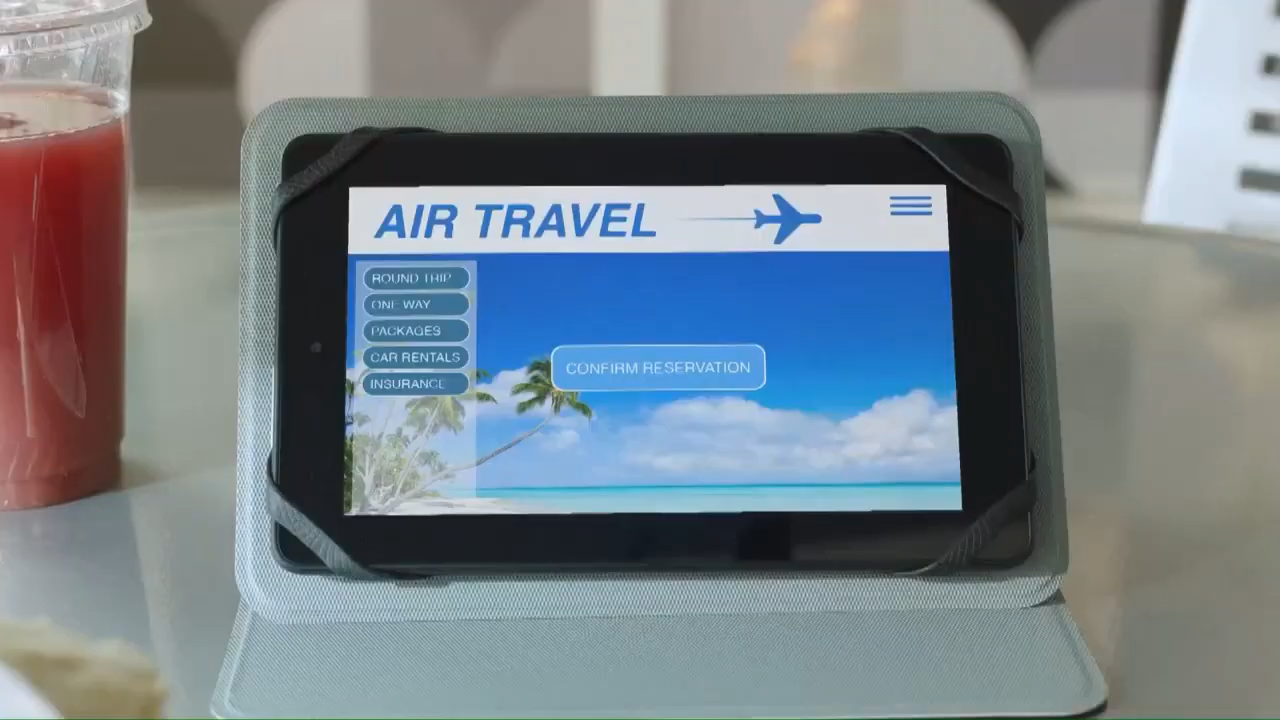 AIR TRAVEL
ROUND TRIP
ONE WAY
PACKAGES
CAR RENTALS
INSURANCE
CONFIRM RESERVATION